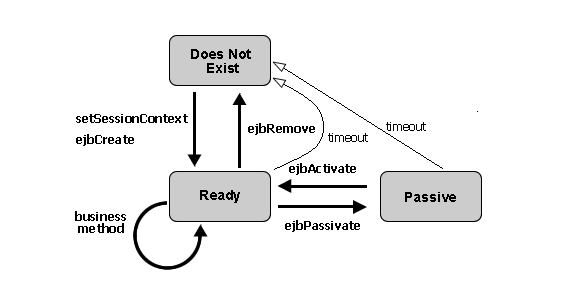 Does Not
Exist
setSessionContext
ejbCreate
ejbRemove
timeout
timeout
ejbActivate
Ready
Passive
business
method
ejbPassivate